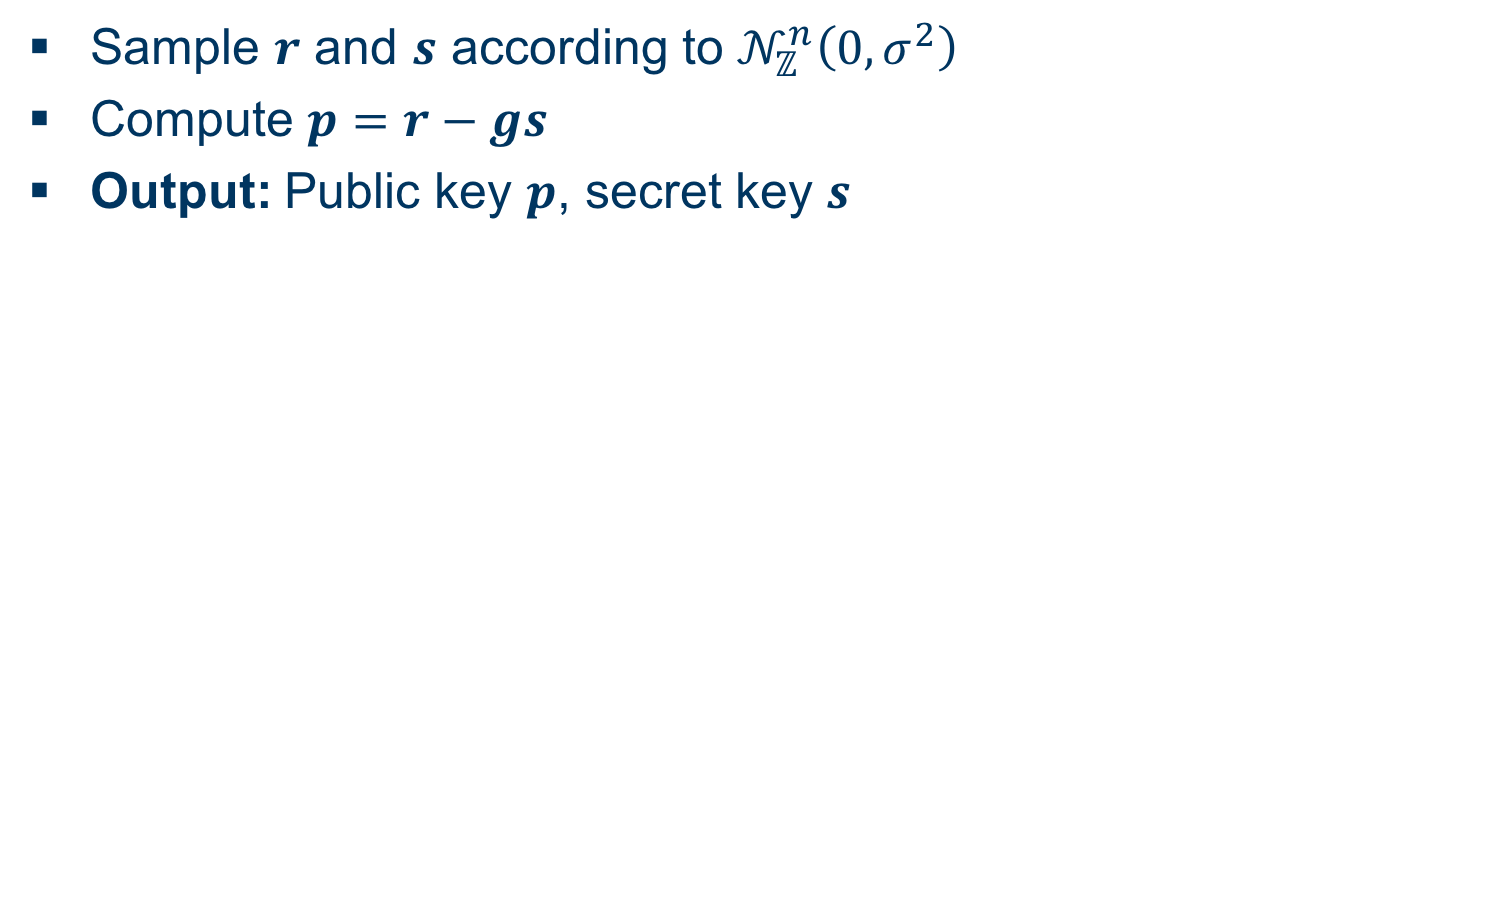 ▪ Sample 𝒓 and 𝒔 according to 𝒩ℤⁿ(0, σ²)
▪ Compute 𝒑 = 𝒓 − 𝒈𝒔
▪ Output: Public key 𝒑, secret key 𝒔